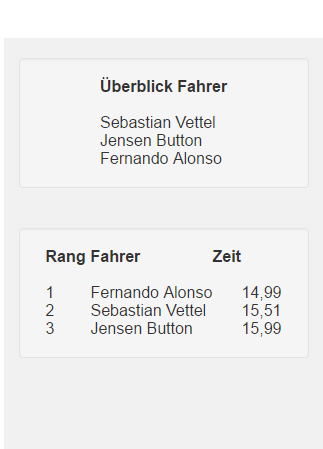 Überblick Fahrer
Sebastian Vettel
Jensen Button
Fernando Alonso
Rang Fahrer Zeit
1 Fernando Alonso 14,99
2 Sebastian Vettel 15,51
3 Jensen Button 15,99